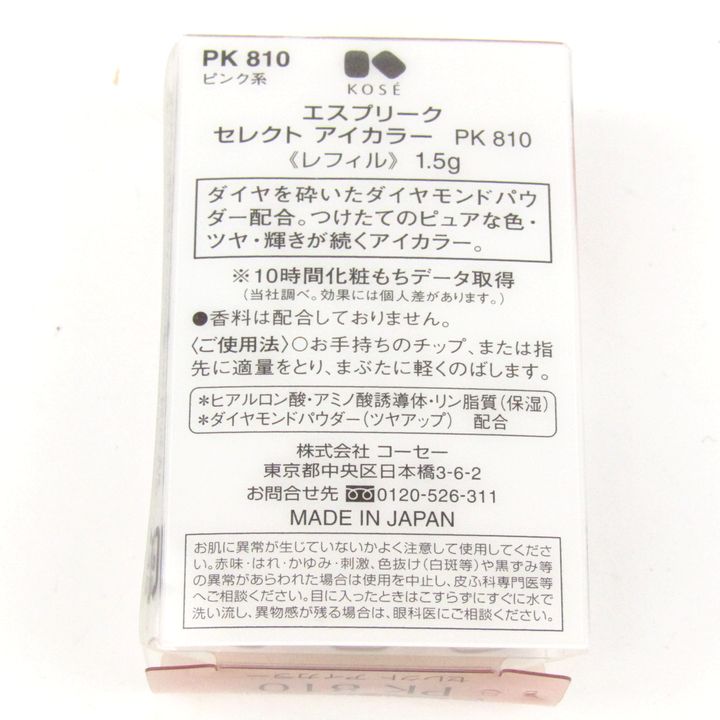 PK 810
ピンク系
KOSÉ
エスプリーク
セレクト アイカラー PK 810
《レフィル》 1.5g
ダイヤを砕いたダイヤモンドパウ
ダー配合。つけたてのピュアな色・
ツヤ・輝きが続くアイカラー。
※10時間化粧もちデータ取得
(当社調べ。効果には個人差があります。)
●香料は配合しておりません。
〈ご使用法〉○お手持ちのチップ、または指
先に適量をとり、まぶたに軽くのばします。
*ヒアルロン酸・アミノ酸誘導体・リン脂質(保湿)
*ダイヤモンドパウダー(ツヤアップ) 配合
株式会社 コーセー
東京都中央区日本橋3-6-2
お問合せ先 0120-526-311
MADE IN JAPAN
お肌に異常が生じていないかよく注意して使用してくださ
い。赤味・はれ・かゆみ・刺激、色抜け(白斑等)や黒ずみ等
の異常があらわれた場合は使用を中止し、皮ふ科専門医等
へご相談ください。目に入ったときはこすらずにすぐに水で
洗い流し、異物感が残る場合は、眼科医にご相談ください。
セレクト アイカラー
PK 810